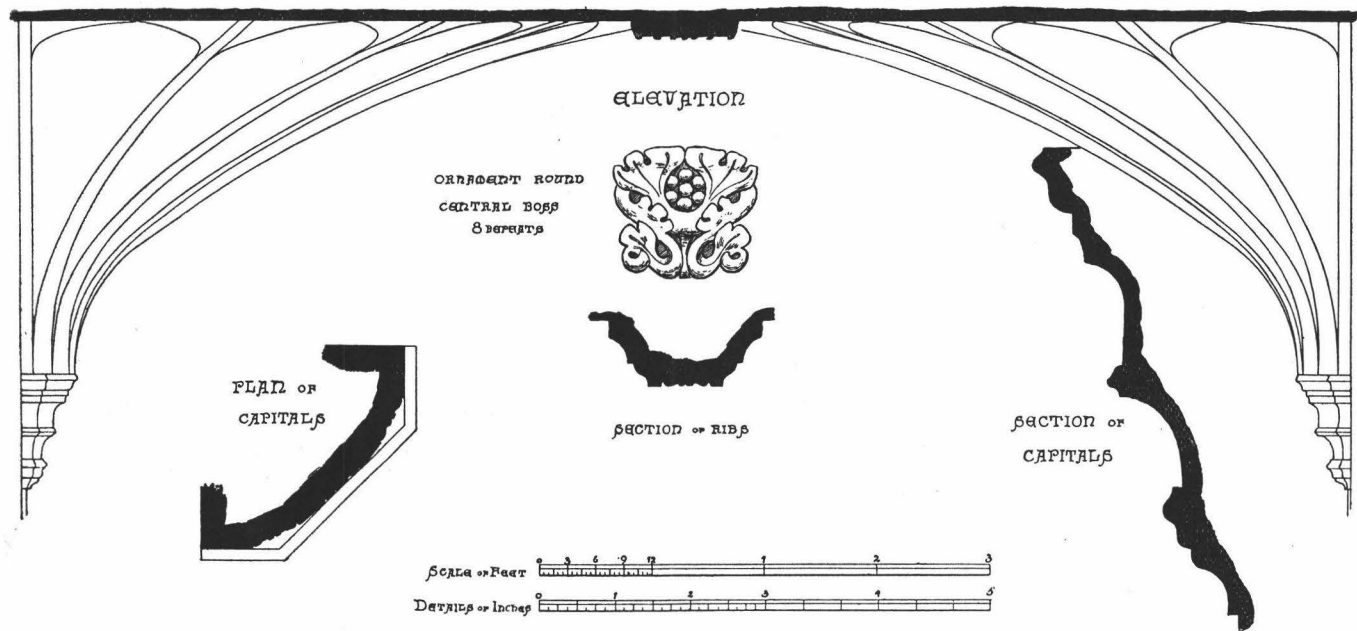 ELEVATION
ORNAMENT ROUND
CENTRAL BOSS
8 REPEATS
PLAN OF
CAPITALS
SECTION OF RIBS
SECTION OF
CAPITALS
SCALE OF FEET 0 3 6 9 12 1 2 3
DETAILS OF INCHES 0 1 2 3 4 5